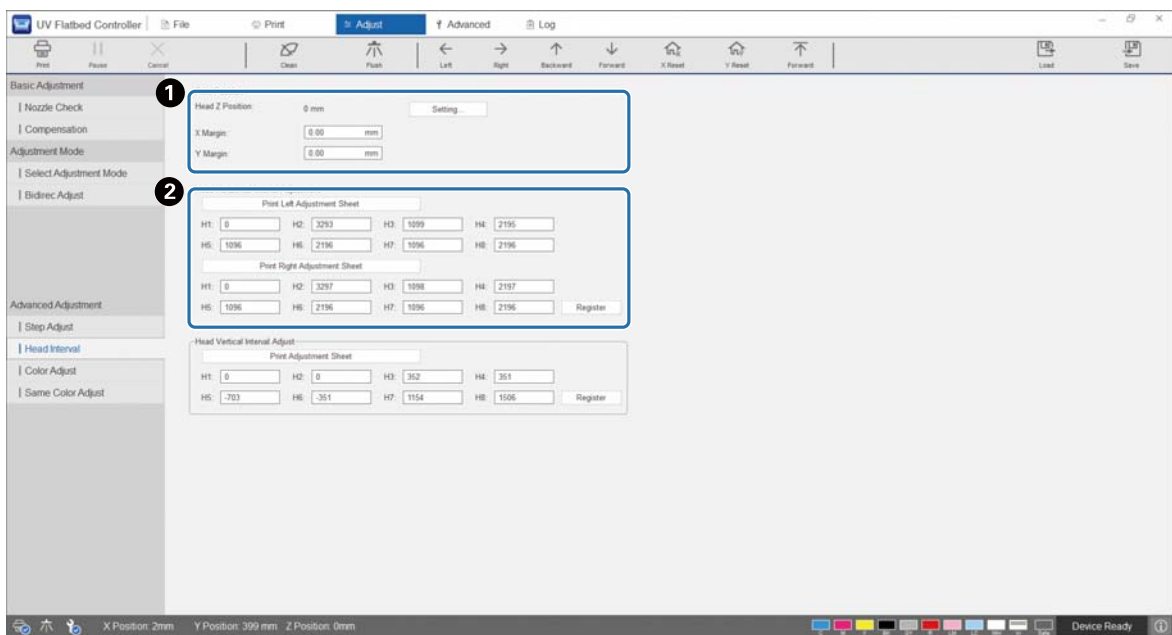 UV Flatbed Controller File Print Adjust Advanced Log
Print Pause Cancel Clean Flush Left Right Backward Forward X Reset Y Reset Forward Load Save
Basic Adjustment
Nozzle Check
Compensation
Adjustment Mode
Select Adjustment Mode
Bidirec Adjust
Advanced Adjustment
Step Adjust
Head Interval
Color Adjust
Same Color Adjust
1
Head Z Position: 0 mm Setting...
X Margin: 0.00 mm
Y Margin: 0.00 mm
2
Print Left Adjustment Sheet
H1: 0 H2: 3293 H3: 1099 H4: 2195
H5: 1096 H6: 2196 H7: 1096 H8: 2196
Print Right Adjustment Sheet
H1: 0 H2: 3297 H3: 1098 H4: 2197
H5: 1096 H6: 2196 H7: 1096 H8: 2196 Register
Head Vertical Interval Adjust
Print Adjustment Sheet
H1: 0 H2: 0 H3: 352 H4: 351
H5: -703 H6: -351 H7: 1154 H8: 1506 Register
X Position: 2mm Y Position: 399 mm Z Position: 0mm Device Ready